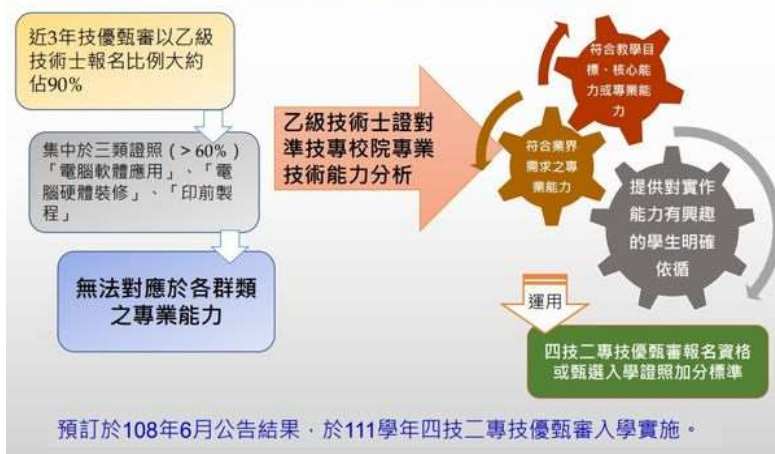 近3年技優甄審以乙級
技術士報名比例大約
佔90%
集中於三類證照(>60%)
「電腦軟體應用」、「電
腦硬體裝修」、「印前製
程」
無法對應於各群類
之專業能力
乙級技術士證對
準技專校院專業
技術能力分析
符合教學目
標、核心能
力或專業能
力
符合業界
需求之專
業能力
提供對實作
能力有興趣
的學生明確
依循
運用
四技二專技優甄審報名資格
或甄選入學證照加分標準
預訂於108年6月公告結果，於111學年四技二專技優甄審入學實施。